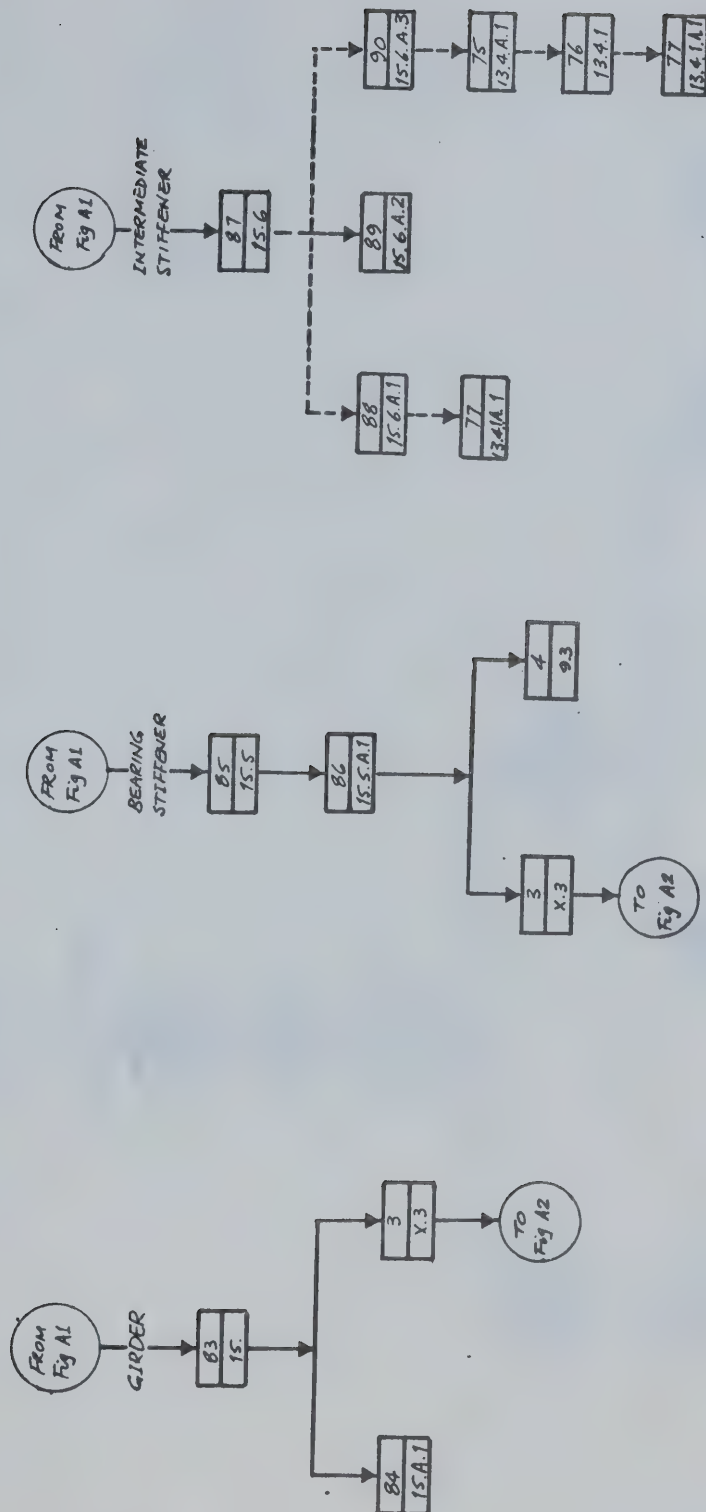 FROM
Fig A1
GIRDER
83
15.
84
15.A.1
3
X.3
TO
Fig A2
FROM
Fig A1
BEARING
STIFFENER
85
15.5
86
15.5.A.1
3
X.3
TO
Fig A2
4
9.3
FROM
Fig A1
INTERMEDIATE
STIFFENER
87
15.6
88
15.6.A.1
77
13.4.1A.1
89
15.6.A.2
90
15.6.A.3
75
13.4.A.1
76
13.4.1
77
13.4.1.A.1